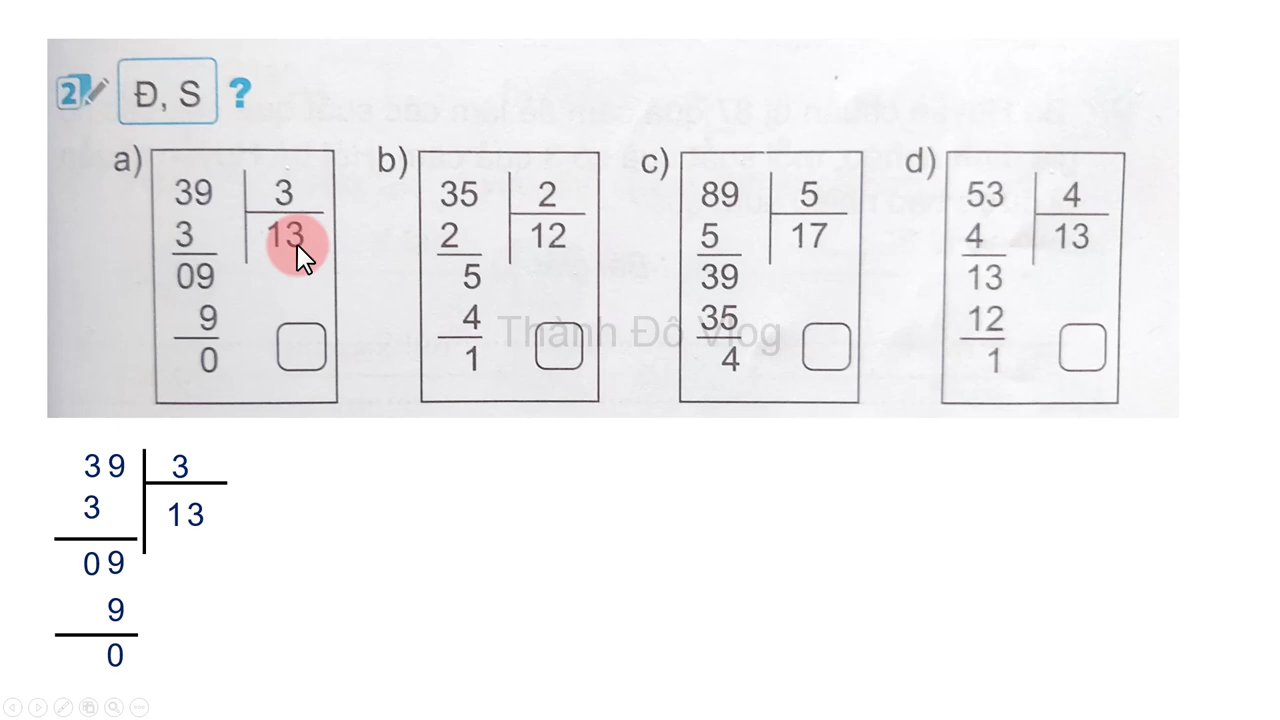 2 Đ, S ?
a) b) c) d)
39 3 35 2 89 5 53 4
3 13 2 12 5 17 4 13
09 5 39 13
9 4 35 12
0 1 4 1
Thành Đô Vlog
39 3
3 13
09
9
0